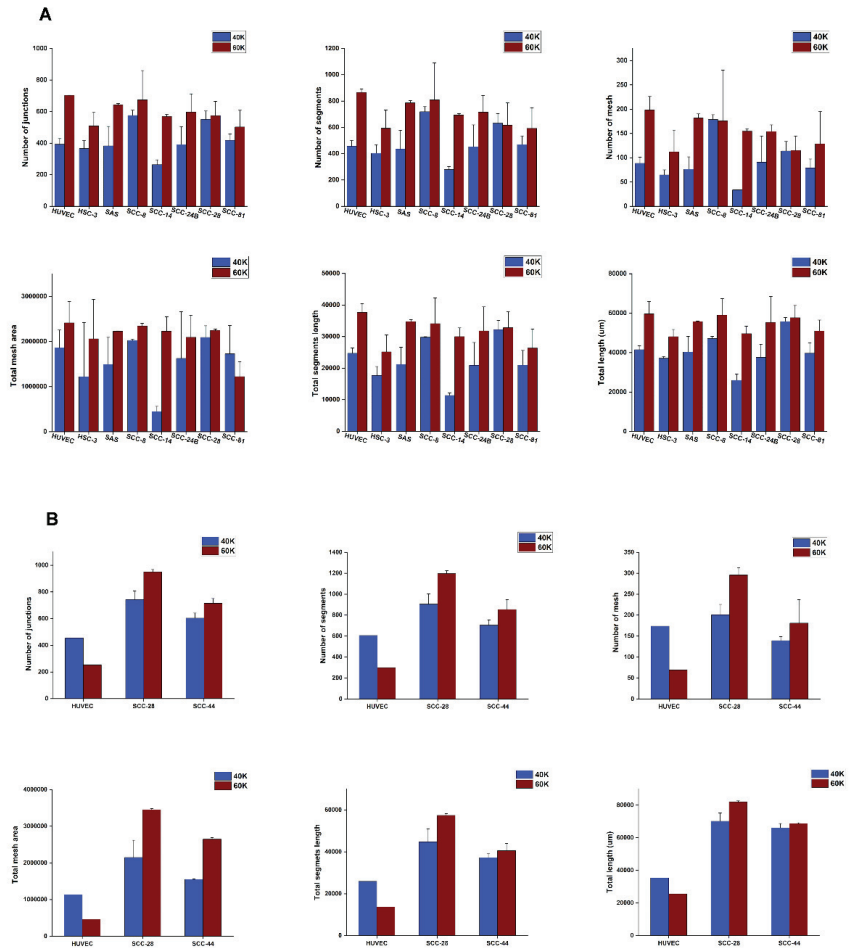 A
40K
60K
Number of junctions
1200
1000
800
600
400
200
0
HUVEC
HSC-3
SAS
SCC-8
SCC-14
SCC-24B
SCC-28
SCC-81
40K
60K
Number of segments
1200
1000
800
600
400
200
0
HUVEC
HSC-3
SAS
SCC-8
SCC-14
SCC-24B
SCC-28
SCC-81
40K
60K
Number of mesh
300
250
200
150
100
50
0
HUVEC
HSC-3
SAS
SCC-8
SCC-14
SCC-24B
SCC-28
SCC-81
40K
60K
Total mesh area
3000000
2000000
1000000
0
HUVEC
HSC-3
SAS
SCC-8
SCC-14
SCC-24B
SCC-28
SCC-81
40K
60K
Total segments length
50000
40000
30000
20000
10000
0
HUVEC
HSC-3
SAS
SCC-8
SCC-14
SCC-24B
SCC-28
SCC-81
40K
60K
Total length (um)
80000
60000
40000
20000
0
HUVEC
HSC-3
SAS
SCC-8
SCC-14
SCC-24B
SCC-28
SCC-81
B
40K
60K
Number of junctions
1000
800
600
400
200
0
HUVEC
SCC-28
SCC-44
40K
60K
Number of segments
1400
1200
1000
800
600
400
200
0
HUVEC
SCC-28
SCC-44
40K
60K
Number of mesh
350
300
250
200
150
100
50
0
HUVEC
SCC-28
SCC-44
40K
60K
Total mesh area
4000000
3000000
2000000
1000000
0
HUVEC
SCC-28
SCC-44
40K
60K
Total segmets length
60000
40000
20000
0
HUVEC
SCC-28
SCC-44
40K
60K
Total length (um)
80000
60000
40000
20000
0
HUVEC
SCC-28
SCC-44